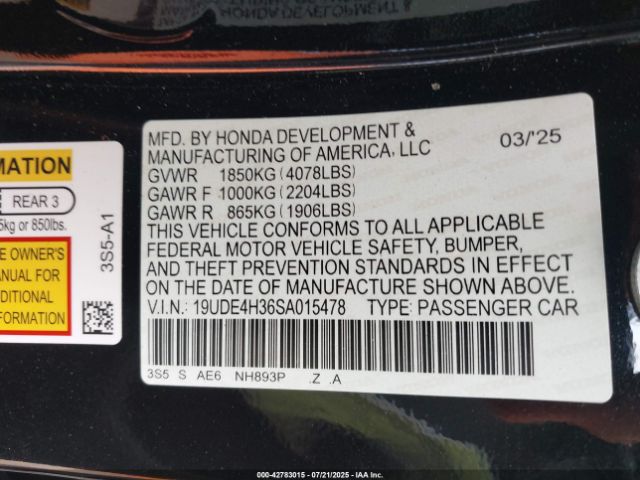 MATION
REAR 3
5kg or 850lbs.
E OWNER'S
ANUAL FOR
DITIONAL
FORMATION
3S5-A1
MFD. BY HONDA DEVELOPMENT &
MANUFACTURING OF AMERICA, LLC
03/'25
GVWR 1850KG (4078LBS)
GAWR F 1000KG (2204LBS)
GAWR R 865KG (1906LBS)
THIS VEHICLE CONFORMS TO ALL APPLICABLE
FEDERAL MOTOR VEHICLE SAFETY, BUMPER,
AND THEFT PREVENTION STANDARDS IN EFFECT
ON THE DATE OF MANUFACTURE SHOWN ABOVE.
V.I.N.: 19UDE4H36SA015478 TYPE: PASSENGER CAR
3S5 S AE6 NH893P .Z .A
000-42783015 - 07/21/2025 - IAA Inc.